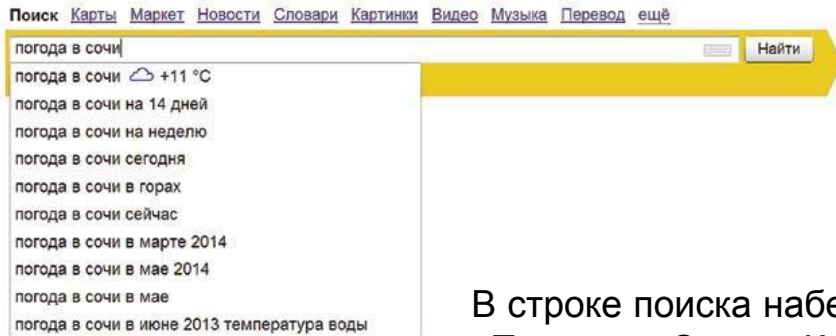 Поиск Карты Маркет Новости Словари Картинки Видео Музыка Перевод ещё
погода в сочи Найти
погода в сочи +11 °C
погода в сочи на 14 дней
погода в сочи на неделю
погода в сочи сегодня
погода в сочи в горах
погода в сочи сейчас
погода в сочи в марте 2014
погода в сочи в мае 2014
погода в сочи в мае
погода в сочи в июне 2013 температура воды
В строке поиска